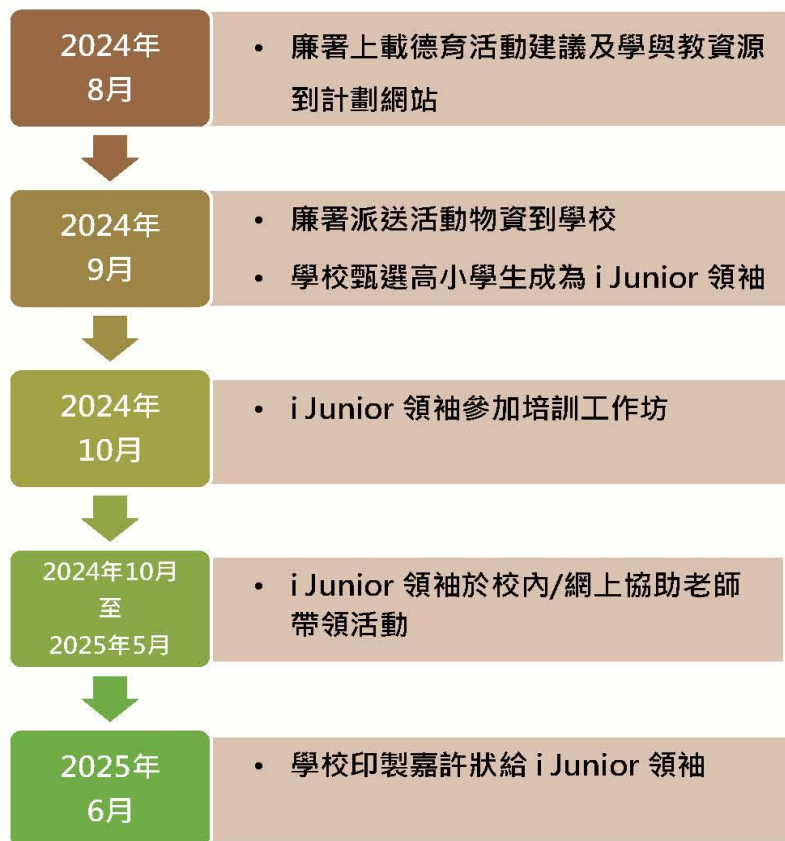 2024年
8月
• 廉署上載德育活動建議及學與教資源
到計劃網站
2024年
9月
• 廉署派送活動物資到學校
• 學校甄選高小學生成為 i Junior 領袖
2024年
10月
• i Junior 領袖參加培訓工作坊
2024年10月
至
2025年5月
• i Junior 領袖於校內/網上協助老師
帶領活動
2025年
6月
• 學校印製嘉許狀給 i Junior 領袖